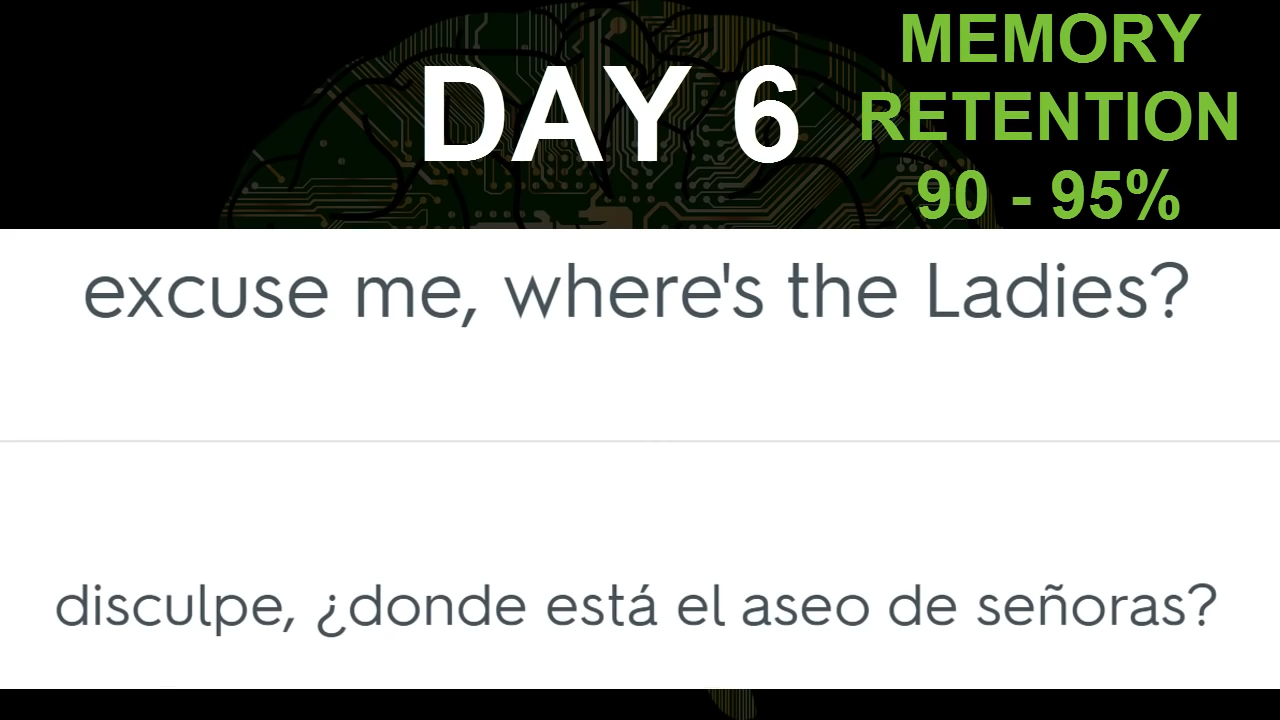 DAY 6
MEMORY
RETENTION
90 - 95%
excuse me, where's the Ladies?
disculpe, ¿donde está el aseo de señoras?